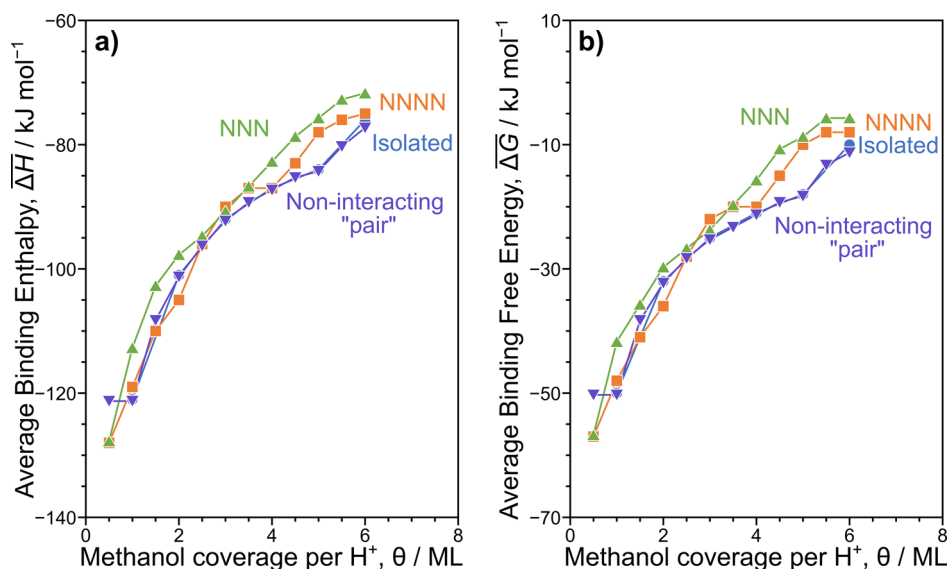 a)
Average Binding Enthalpy, ΔH / kJ mol⁻¹
−60
−80
−100
−120
−140
NNN
NNNN
Isolated
Non-interacting
"pair"
0 2 4 6 8
Methanol coverage per H⁺, θ / ML
b)
Average Binding Free Energy, ΔG / kJ mol⁻¹
10
−10
−30
−50
−70
NNN
NNNN
Isolated
Non-interacting
"pair"
0 2 4 6 8
Methanol coverage per H⁺, θ / ML